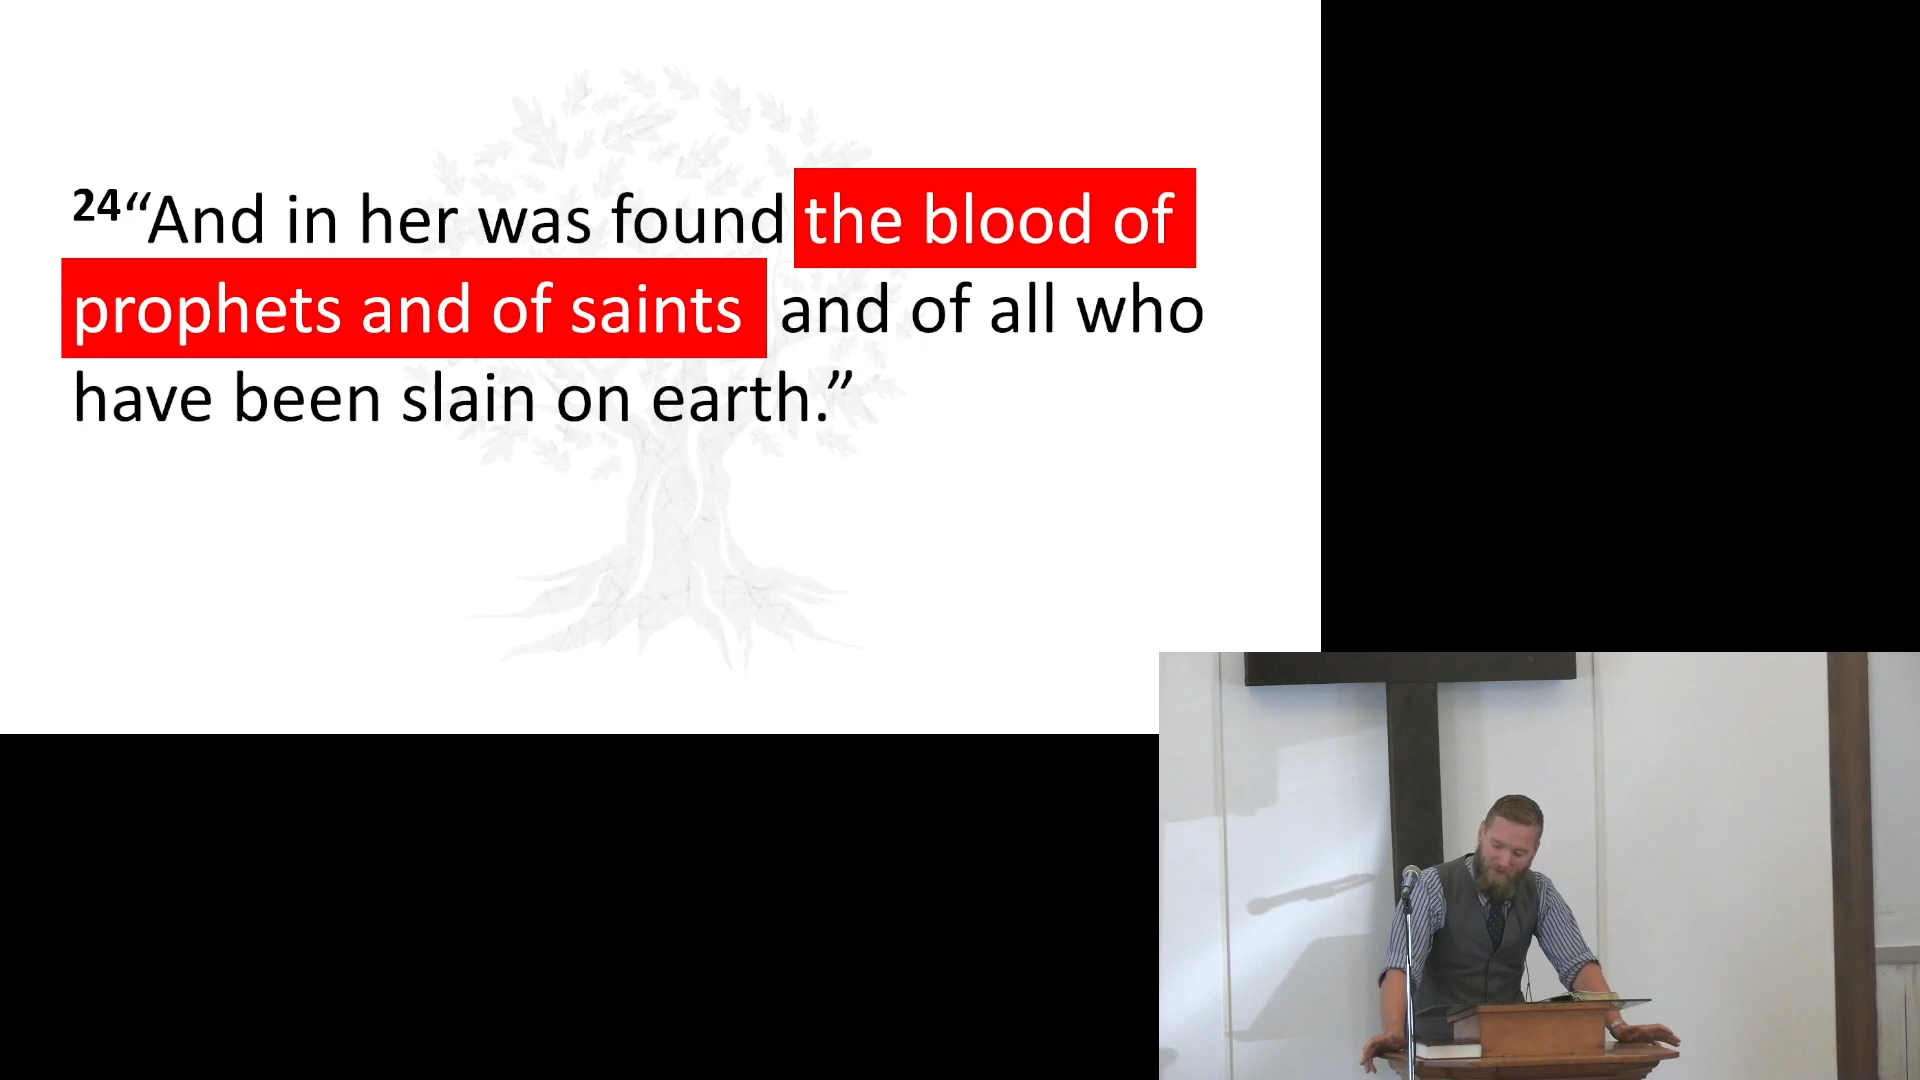 24“And in her was found the blood of
prophets and of saints and of all who
have been slain on earth.”